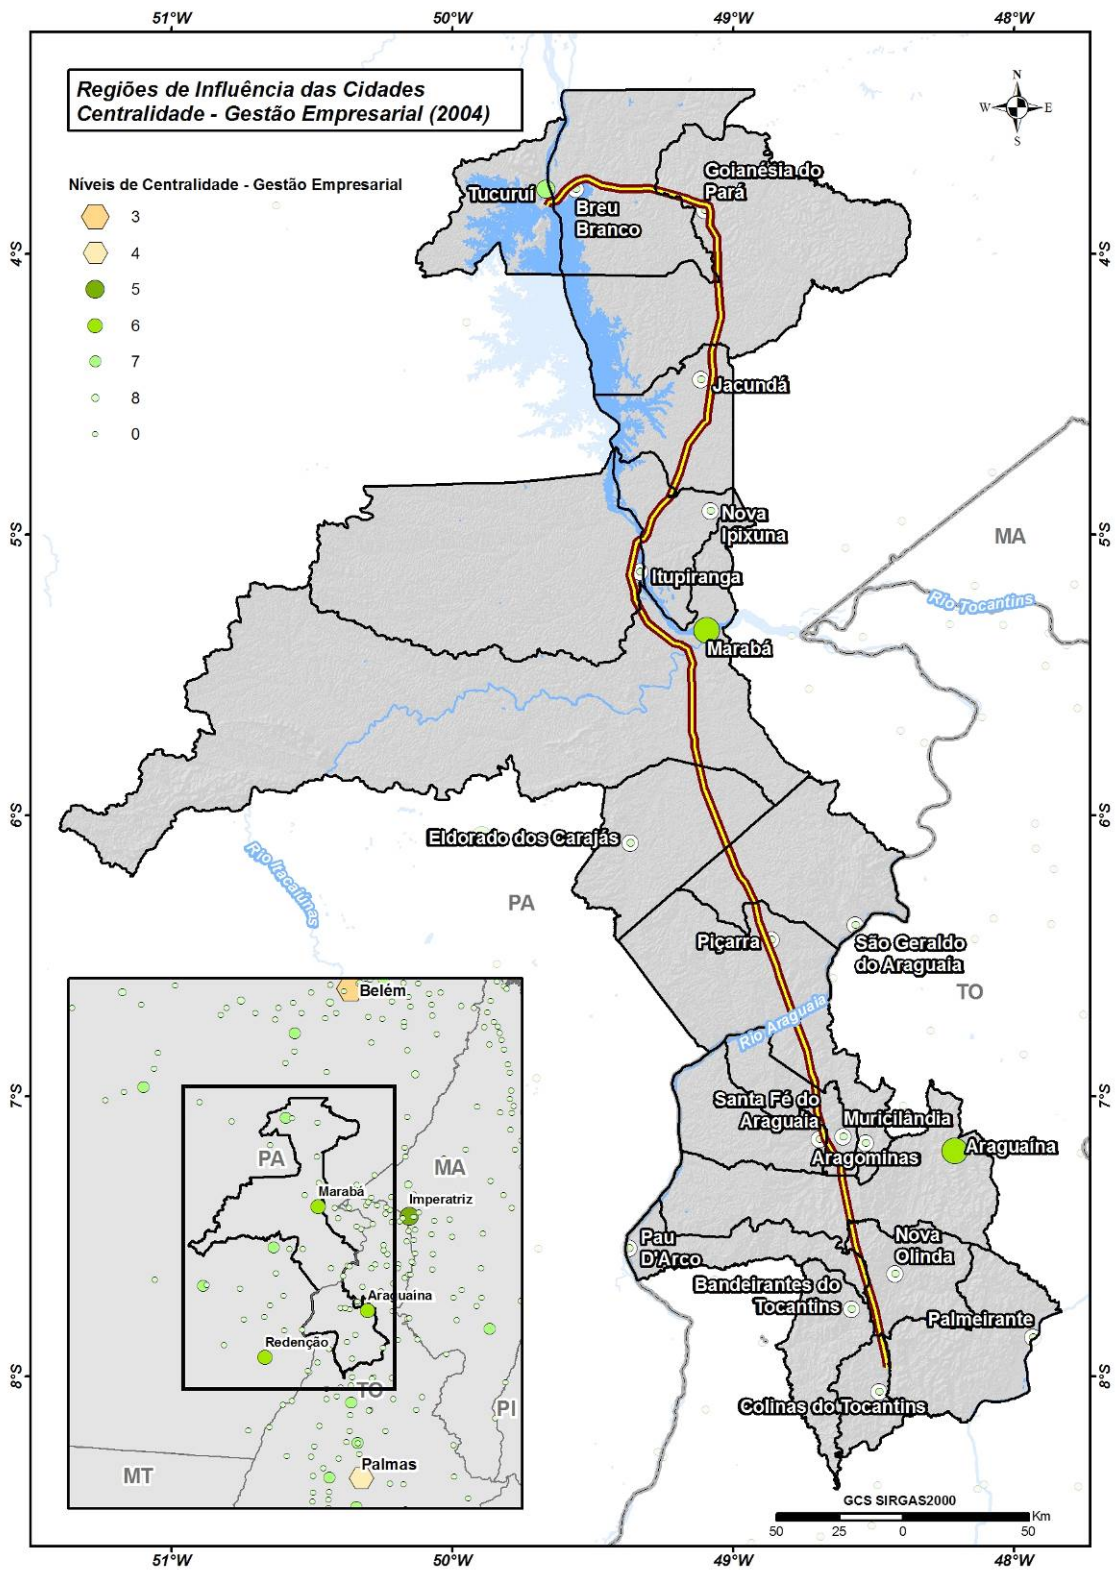 51°W
50°W
49°W
48°W
Regiões de Influência das Cidades
Centralidade - Gestão Empresarial (2004)
N
W
E
S
Níveis de Centralidade - Gestão Empresarial
3
4
5
6
7
8
0
Tucuruí
Breu
Branco
Goianésia do
Pará
4°S
4°S
Jacundá
Nova
Ipixuna
5°S
5°S
MA
Itupiranga
Rio Tocantins
Marabá
6°S
6°S
Eldorado dos Carajás
Rio Itacaiúnas
PA
Piçarra
São Geraldo
do Araguaia
TO
Rio Araguaia
7°S
7°S
Santa Fé do
Araguaia
Muricilândia
Aragominas
Araguaína
Pau
D'Arco
Nova
Olinda
Bandeirantes do
Tocantins
Palmeirante
8°S
8°S
Colinas do Tocantins
Belém
PA
MA
Marabá
Imperatriz
Araguaína
Redenção
TO
PI
MT
Palmas
GCS SIRGAS2000
Km
50
25
0
50
51°W
50°W
49°W
48°W